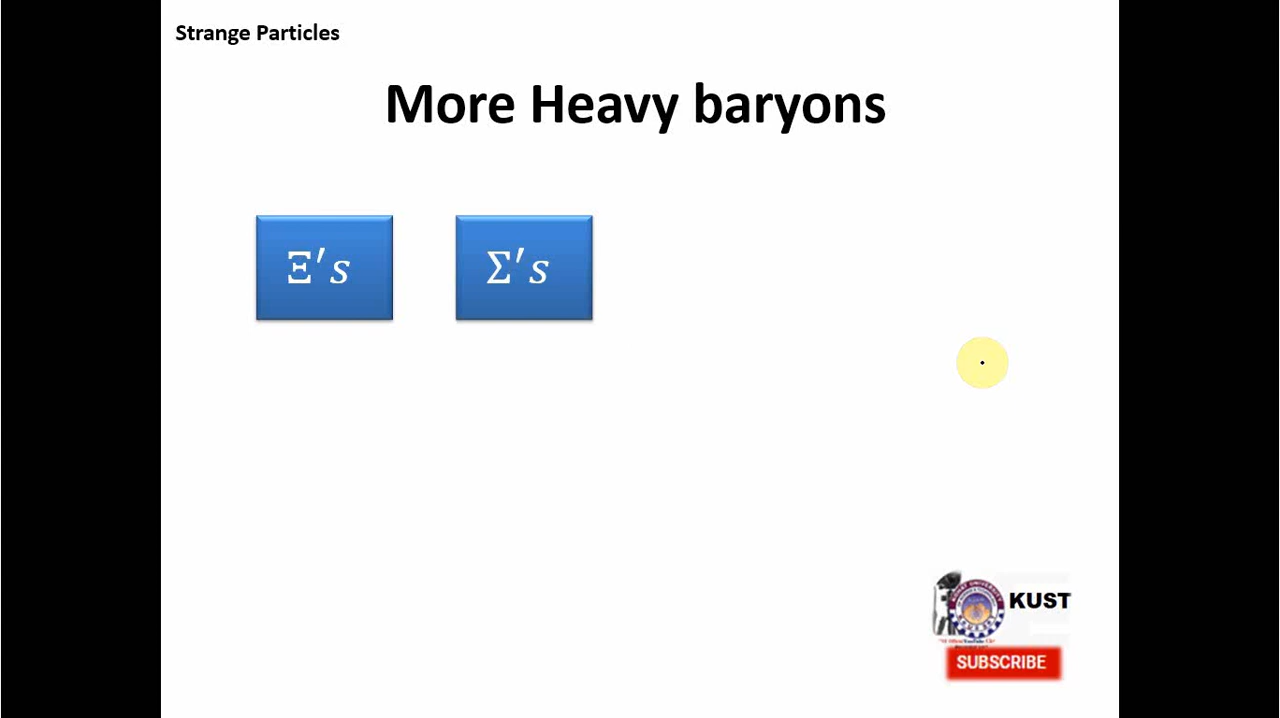 Strange Particles
More Heavy baryons
Ξ's
Σ's
KUST
SUBSCRIBE